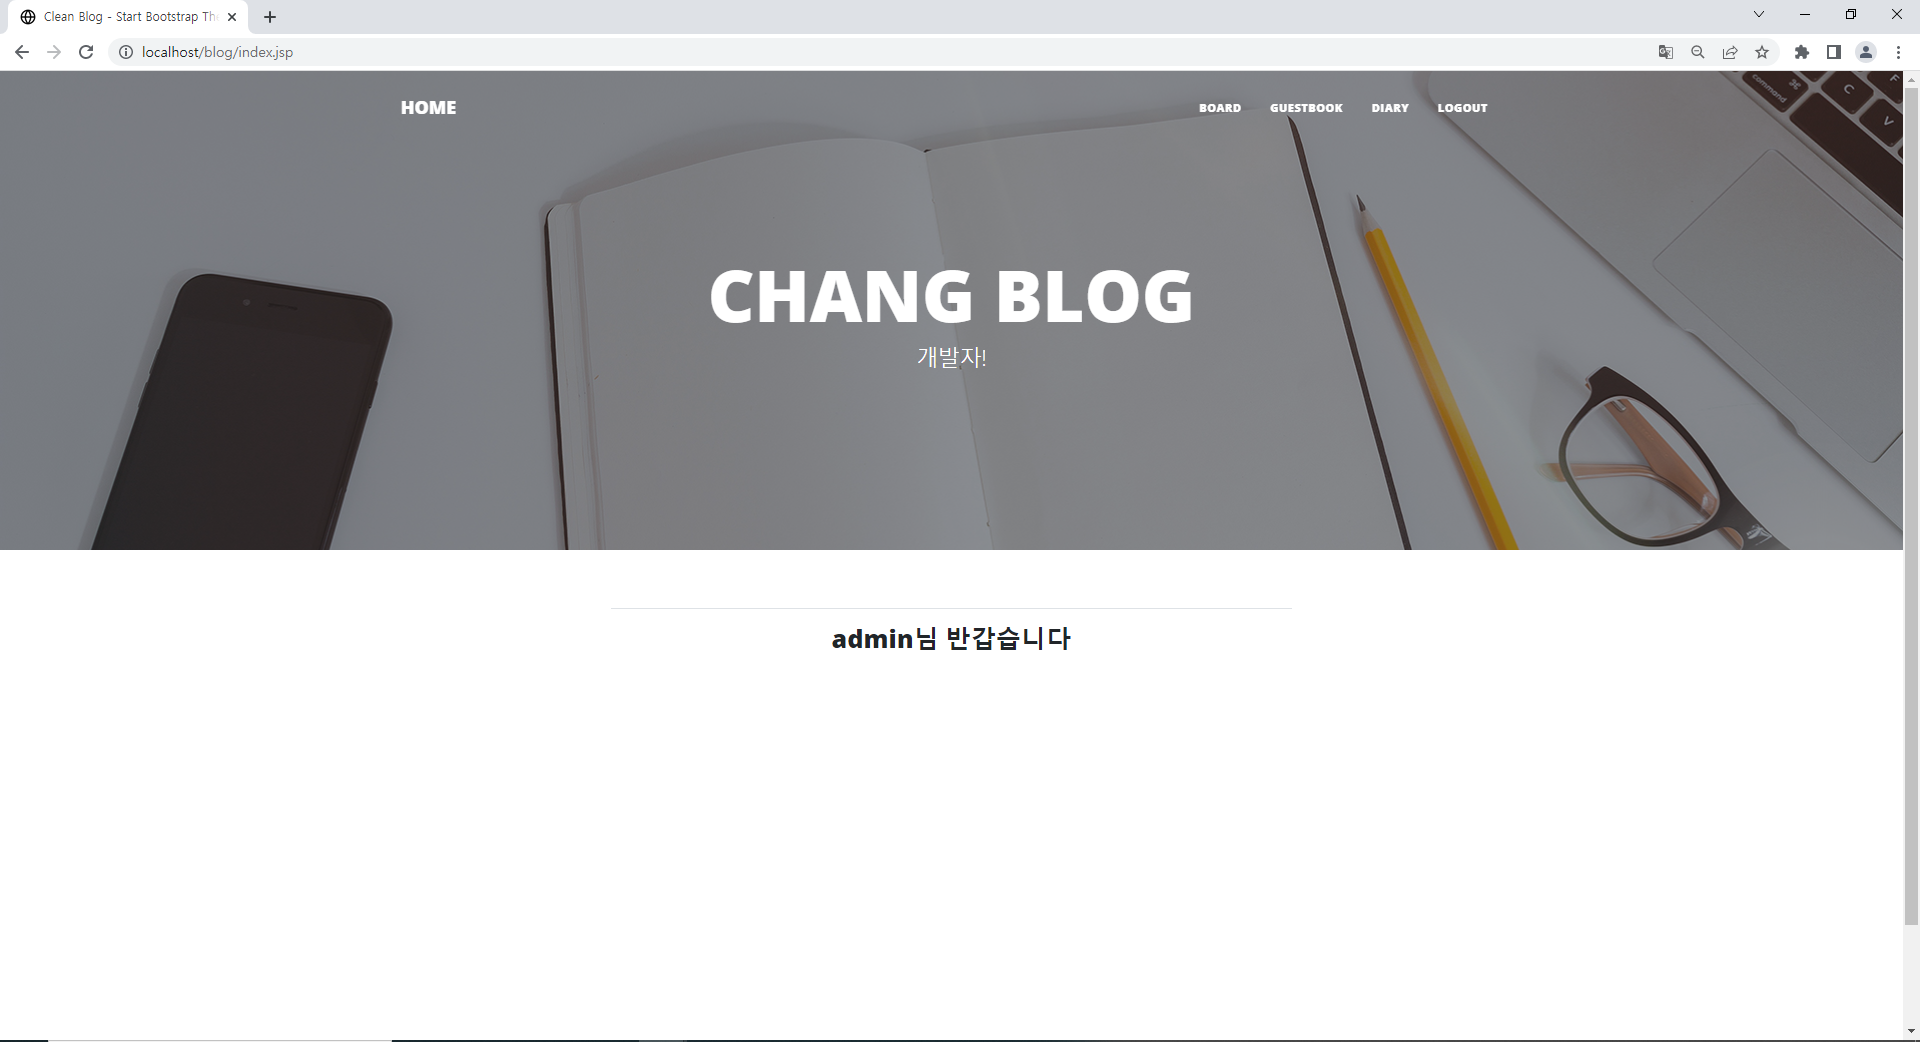 Clean Blog - Start Bootstrap Th
localhost/blog/index.jsp
HOME
BOARD GUESTBOOK DIARY LOGOUT
command ⌘ C V F
CHANG BLOG
개발자!
admin님 반갑습니다